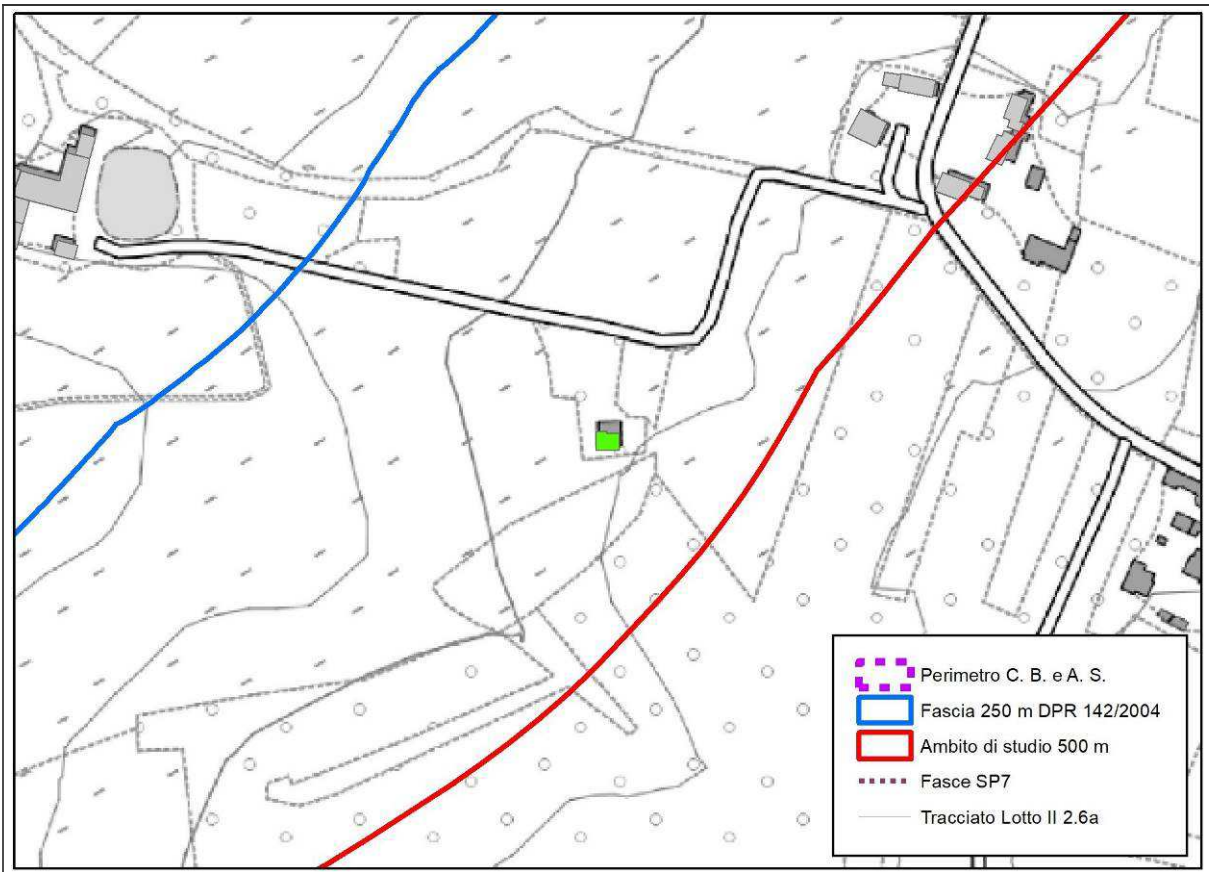 Perimetro C. B. e A. S.
Fascia 250 m DPR 142/2004
Ambito di studio 500 m
Fasce SP7
Tracciato Lotto II 2.6a